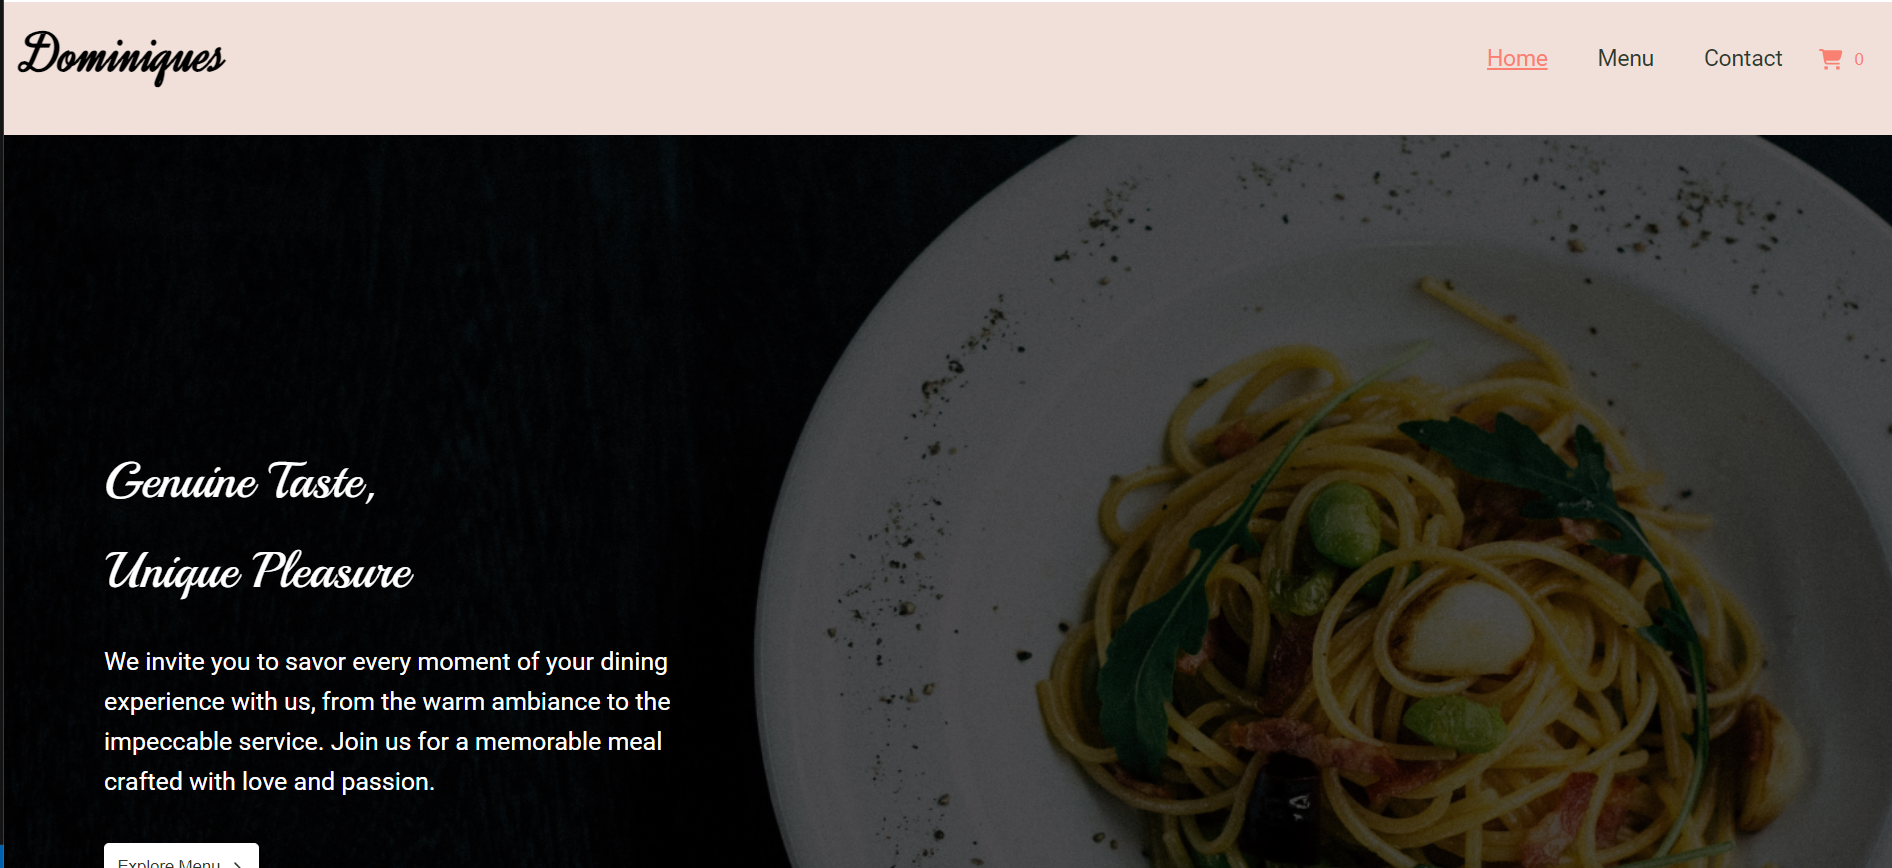 Dominiques
Home Menu Contact 0
Genuine Taste,
Unique Pleasure
We invite you to savor every moment of your dining
experience with us, from the warm ambiance to the
impeccable service. Join us for a memorable meal
crafted with love and passion.
Explore Menu